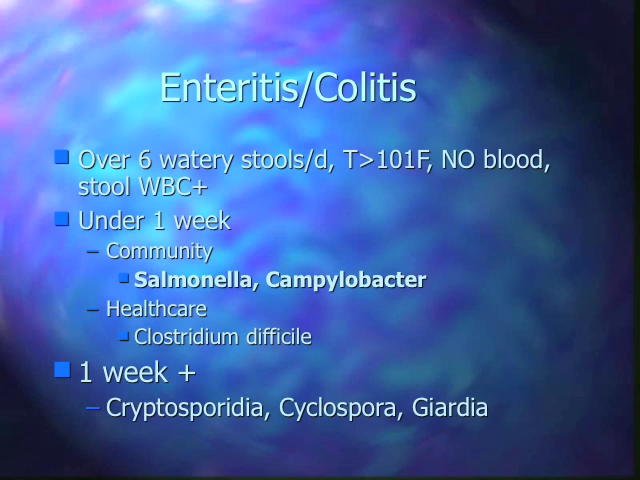 Enteritis/Colitis
Over 6 watery stools/d, T>101F, NO blood,
stool WBC+
Under 1 week
– Community
Salmonella, Campylobacter
– Healthcare
Clostridium difficile
1 week +
– Cryptosporidia, Cyclospora, Giardia